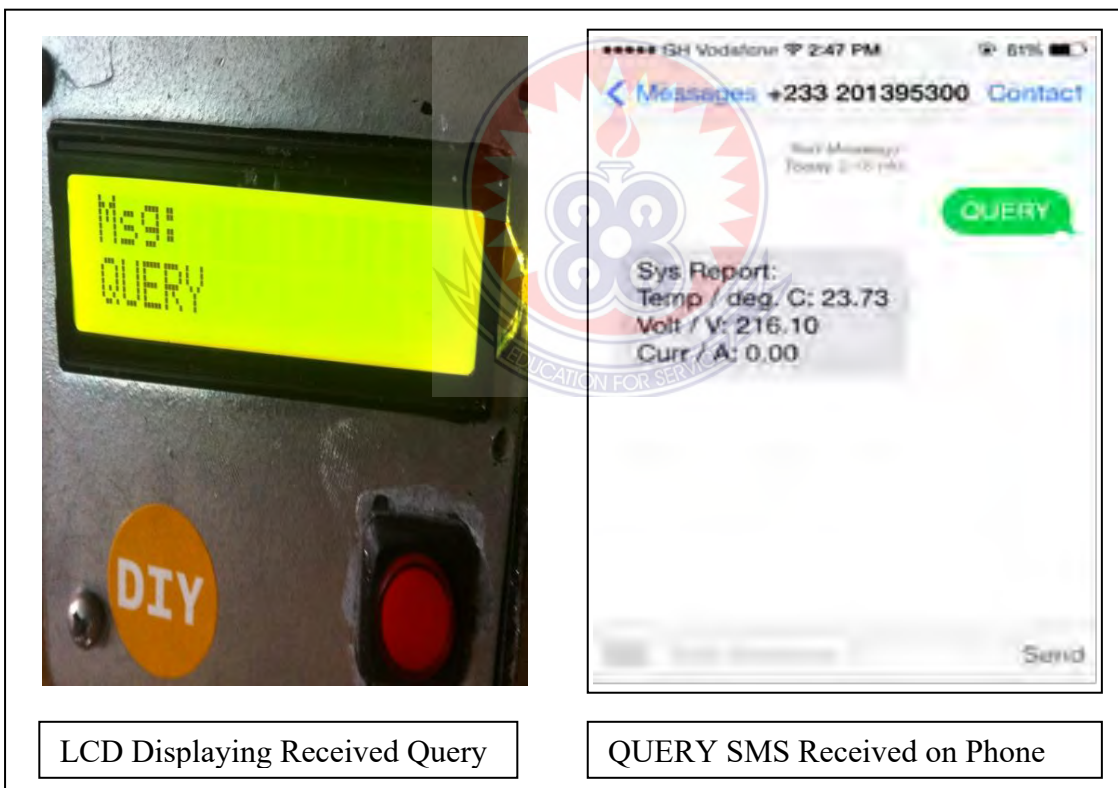 Msg:
QUERY
DIY
GH Vodafone 2:47 PM 61%
Messages +233 201395300 Contact
Text Message
QUERY
Sys Report:
Temp / deg. C: 23.73
Volt / V: 216.10
Curr / A: 0.00
Send
EDUCATION FOR SERVICE
LCD Displaying Received Query
QUERY SMS Received on Phone